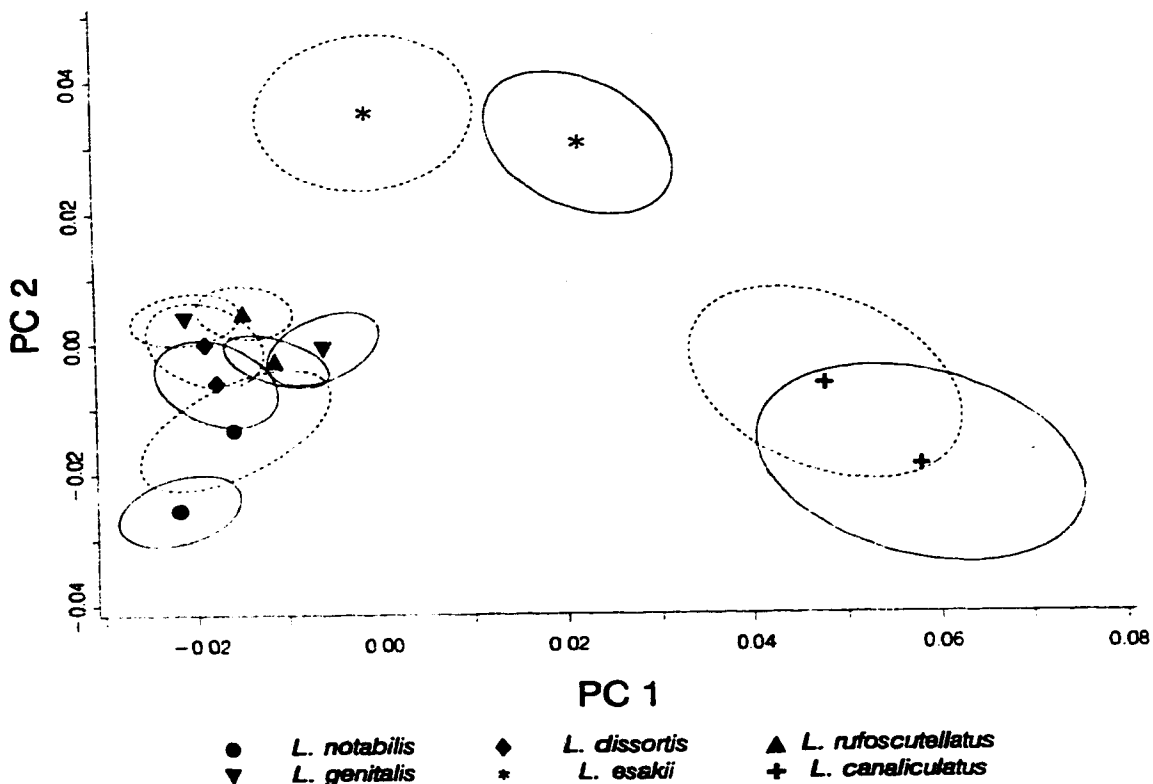 0.04
0.02
0.00
-0.02
-0.04
PC 2
-0 02
0 00
0 02
0 04
0 06
0 08
PC 1
L. notabilis L. dissortis L. rufoscutellatus
L. genitalis L. esakii L. canaliculatus